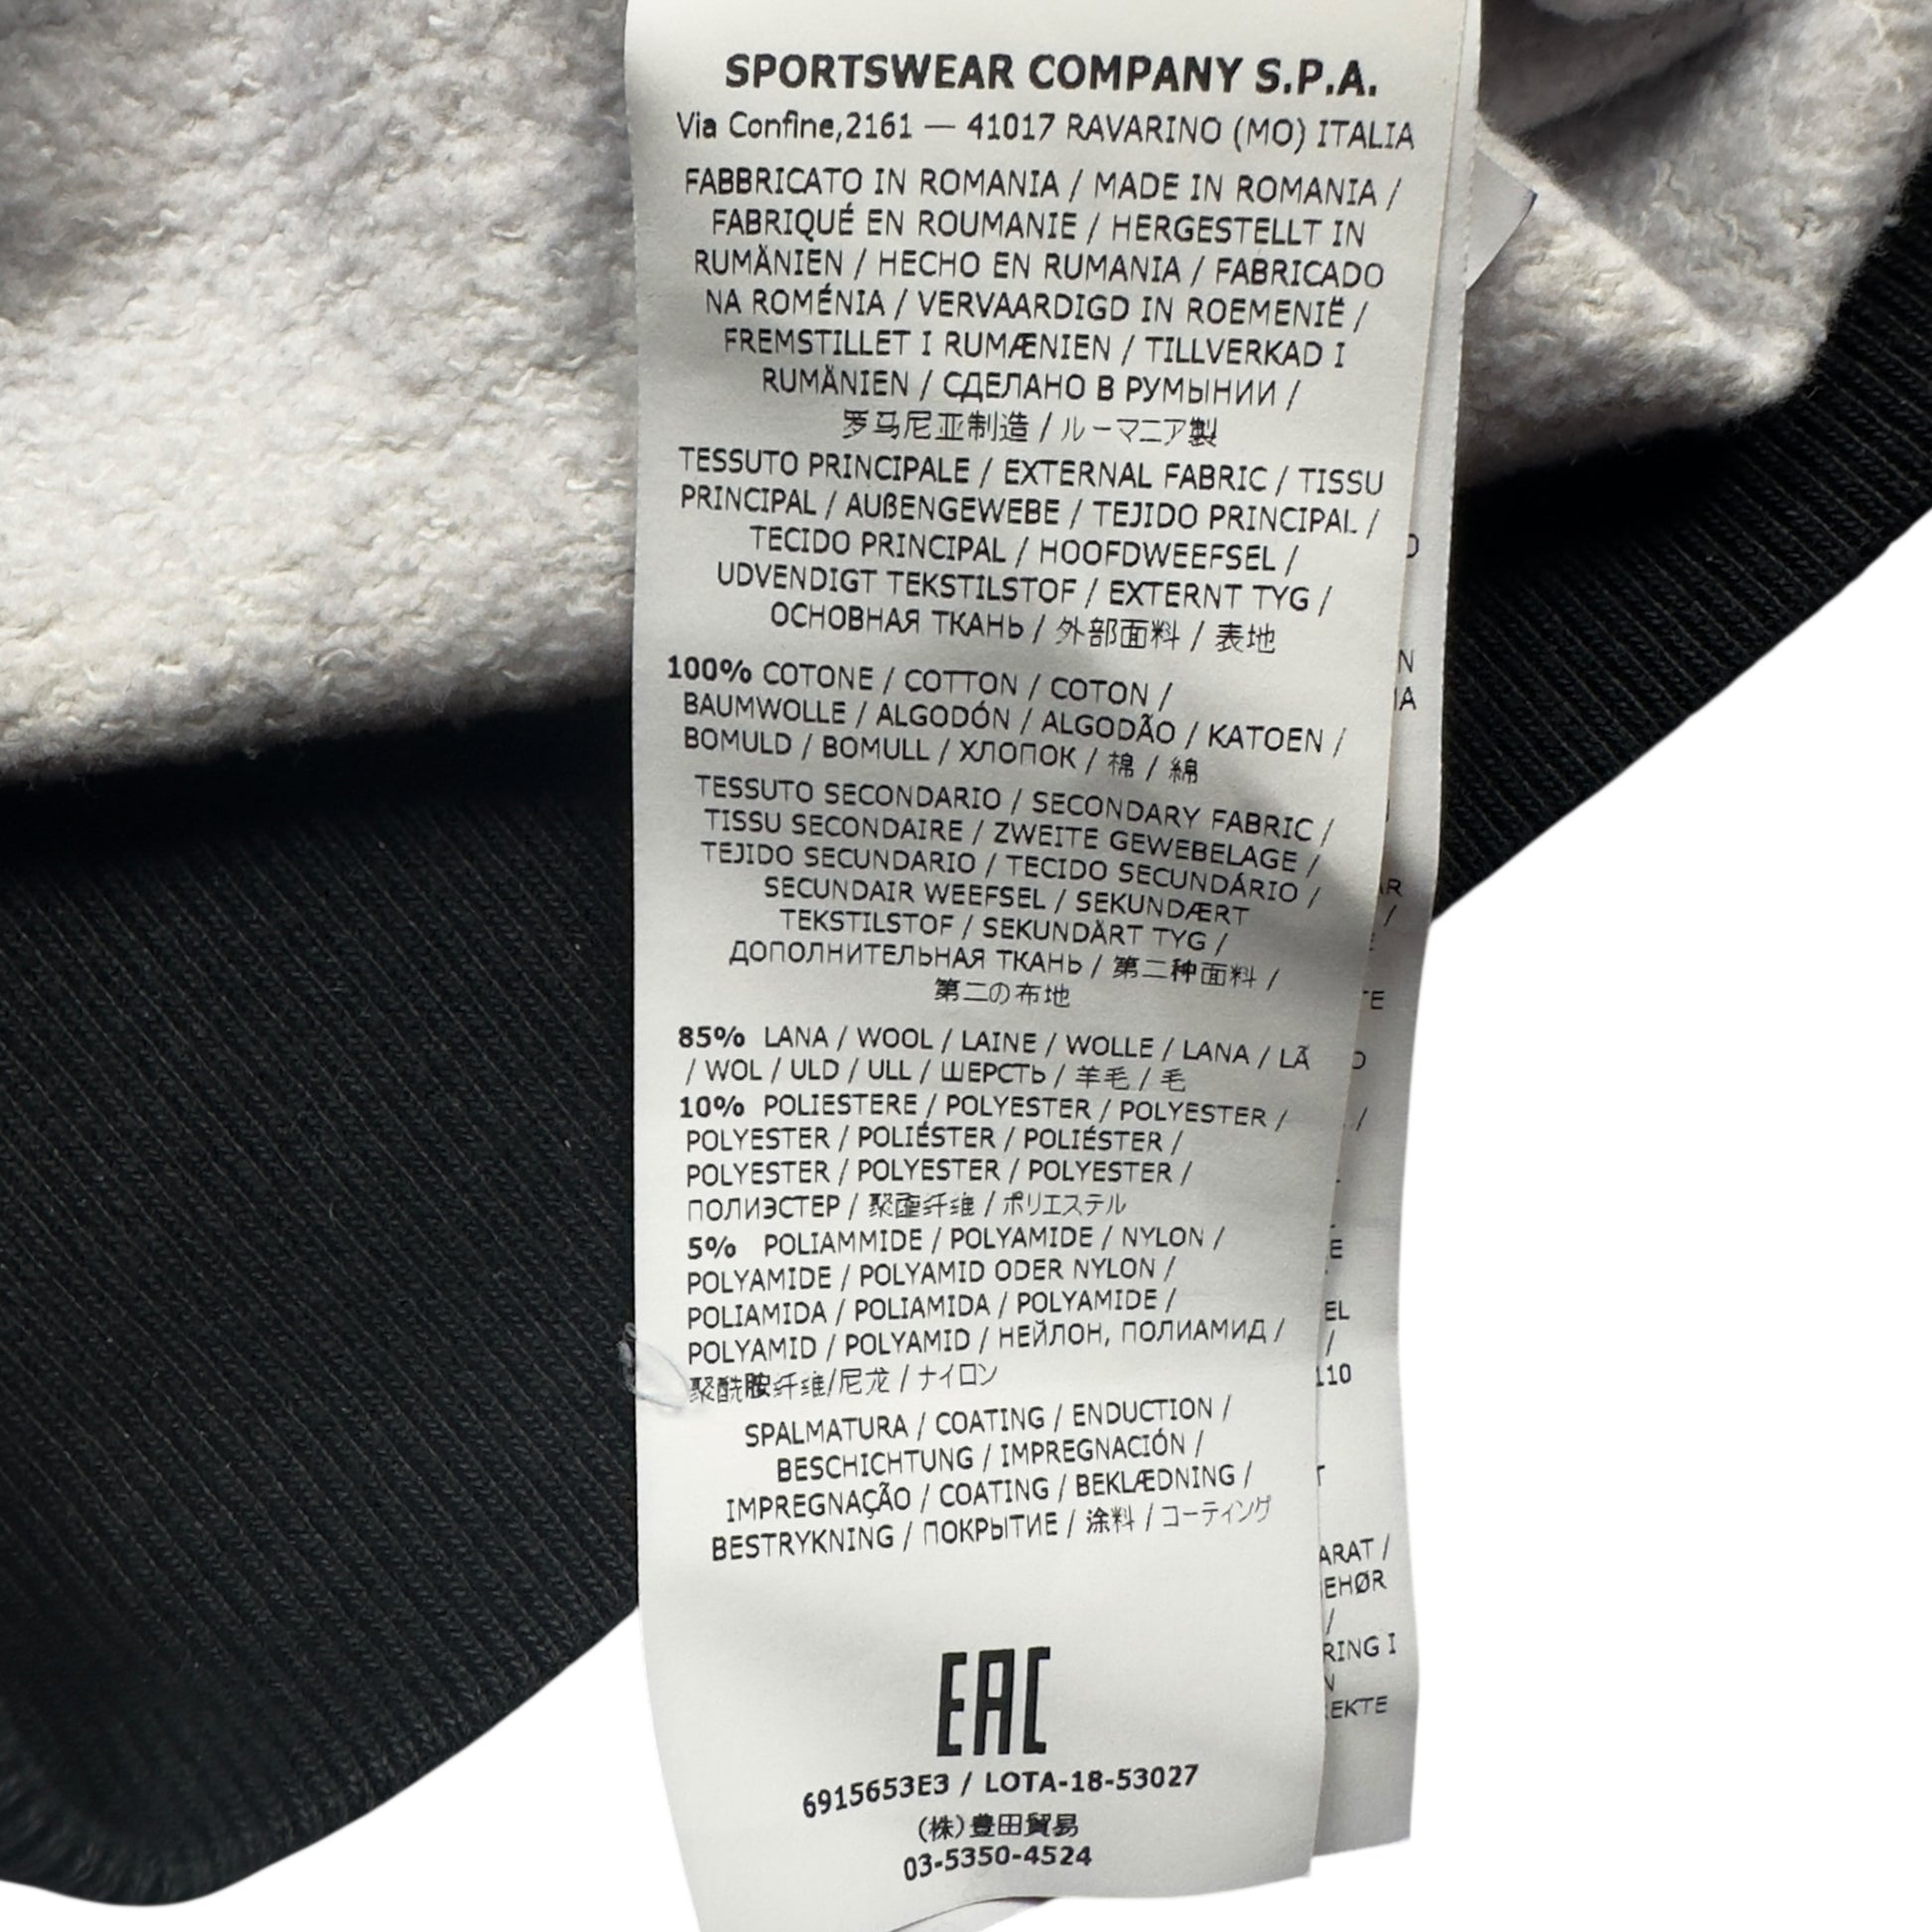 SPORTSWEAR COMPANY S.P.A.
Via Confine,2161 — 41017 RAVARINO (MO) ITALIA
FABBRICATO IN ROMANIA / MADE IN ROMANIA /
FABRIQUÉ EN ROUMANIE / HERGESTELLT IN
RUMÄNIEN / HECHO EN RUMANIA / FABRICADO
NA ROMÉNIA / VERVAARDIGD IN ROEMENIË /
FREMSTILLET I RUMÆNIEN / TILLVERKAD I
RUMÄNIEN / СДЕЛАНО В РУМЫНИИ /
罗马尼亚制造 / ルーマニア製
TESSUTO PRINCIPALE / EXTERNAL FABRIC / TISSU
PRINCIPAL / AUßENGEWEBE / TEJIDO PRINCIPAL /
TECIDO PRINCIPAL / HOOFDWEEFSEL /
UDVENDIGT TEKSTILSTOF / EXTERNT TYG /
ОСНОВНАЯ ТКАНЬ / 外部面料 / 表地
100% COTONE / COTTON / COTON /
BAUMWOLLE / ALGODÓN / ALGODÃO / KATOEN /
BOMULD / BOMULL / ХЛОПОК / 棉 / 綿
TESSUTO SECONDARIO / SECONDARY FABRIC /
TISSU SECONDAIRE / ZWEITE GEWEBELAGE /
TEJIDO SECUNDARIO / TECIDO SECUNDÁRIO /
SECUNDAIR WEEFSEL / SEKUNDÆRT
TEKSTILSTOF / SEKUNDÄRT TYG /
ДОПОЛНИТЕЛЬНАЯ ТКАНЬ / 第二种面料 /
第二の布地
85% LANA / WOOL / LAINE / WOLLE / LANA / LÃ
/ WOL / ULD / ULL / ШЕРСТЬ / 羊毛 / 毛
10% POLIESTERE / POLYESTER / POLYESTER /
POLYESTER / POLIÉSTER / POLIÉSTER /
POLYESTER / POLYESTER / POLYESTER /
ПОЛИЭСТЕР / 聚酯纤维 / ポリエステル
5% POLIAMMIDE / POLYAMIDE / NYLON /
POLYAMIDE / POLYAMID ODER NYLON /
POLIAMIDA / POLIAMIDA / POLYAMIDE /
POLYAMID / POLYAMID / НЕЙЛОН, ПОЛИАМИД /
聚酰胺纤维/尼龙 / ナイロン
SPALMATURA / COATING / ENDUCTION /
BESCHICHTUNG / IMPREGNACIÓN /
IMPREGNAÇÃO / COATING / BEKLÆDNING /
BESTRYKNING / ПОКРЫТИЕ / 涂料 / コーティング
EAC
6915653E3 / LOTA-18-53027
(株)豊田貿易
03-5350-4524